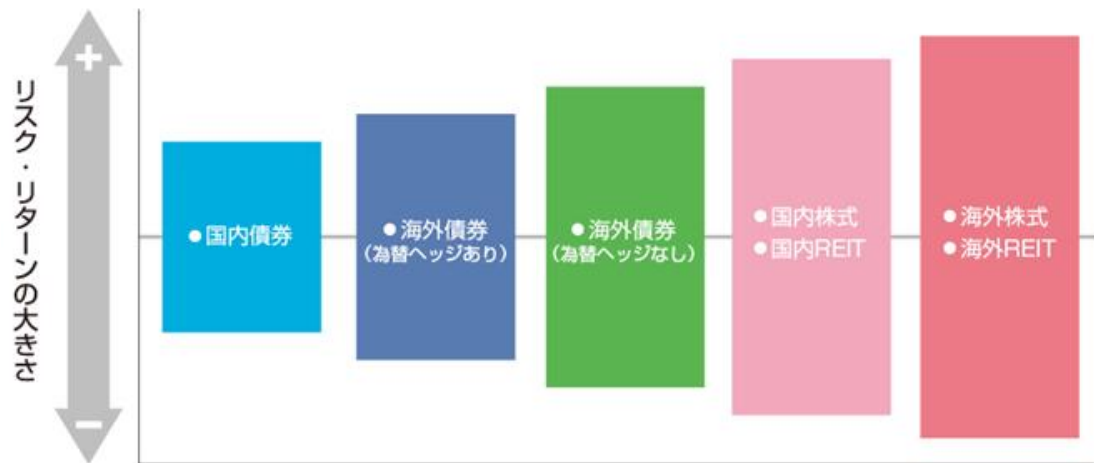 リスク・リターンの大きさ
+
−
●国内債券
●海外債券
（為替ヘッジあり）
●海外債券
（為替ヘッジなし）
●国内株式
●国内REIT
●海外株式
●海外REIT